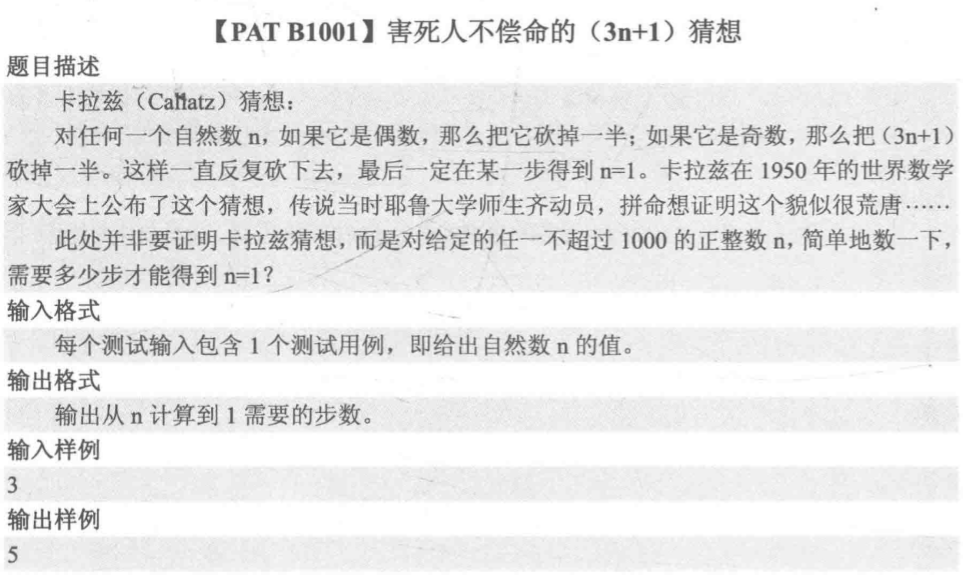 【PAT B1001】害死人不偿命的（3n+1）猜想
题目描述
卡拉兹（Callatz）猜想：
对任何一个自然数 n，如果它是偶数，那么把它砍掉一半；如果它是奇数，那么把（3n+1）
砍掉一半。这样一直反复砍下去，最后一定在某一步得到 n=1。卡拉兹在 1950 年的世界数学
家大会上公布了这个猜想，传说当时耶鲁大学师生齐动员，拼命想证明这个貌似很荒唐……
此处并非要证明卡拉兹猜想，而是对给定的任一不超过 1000 的正整数 n，简单地数一下，
需要多少步才能得到 n=1？
输入格式
每个测试输入包含 1 个测试用例，即给出自然数 n 的值。
输出格式
输出从 n 计算到 1 需要的步数。
输入样例
3
输出样例
5